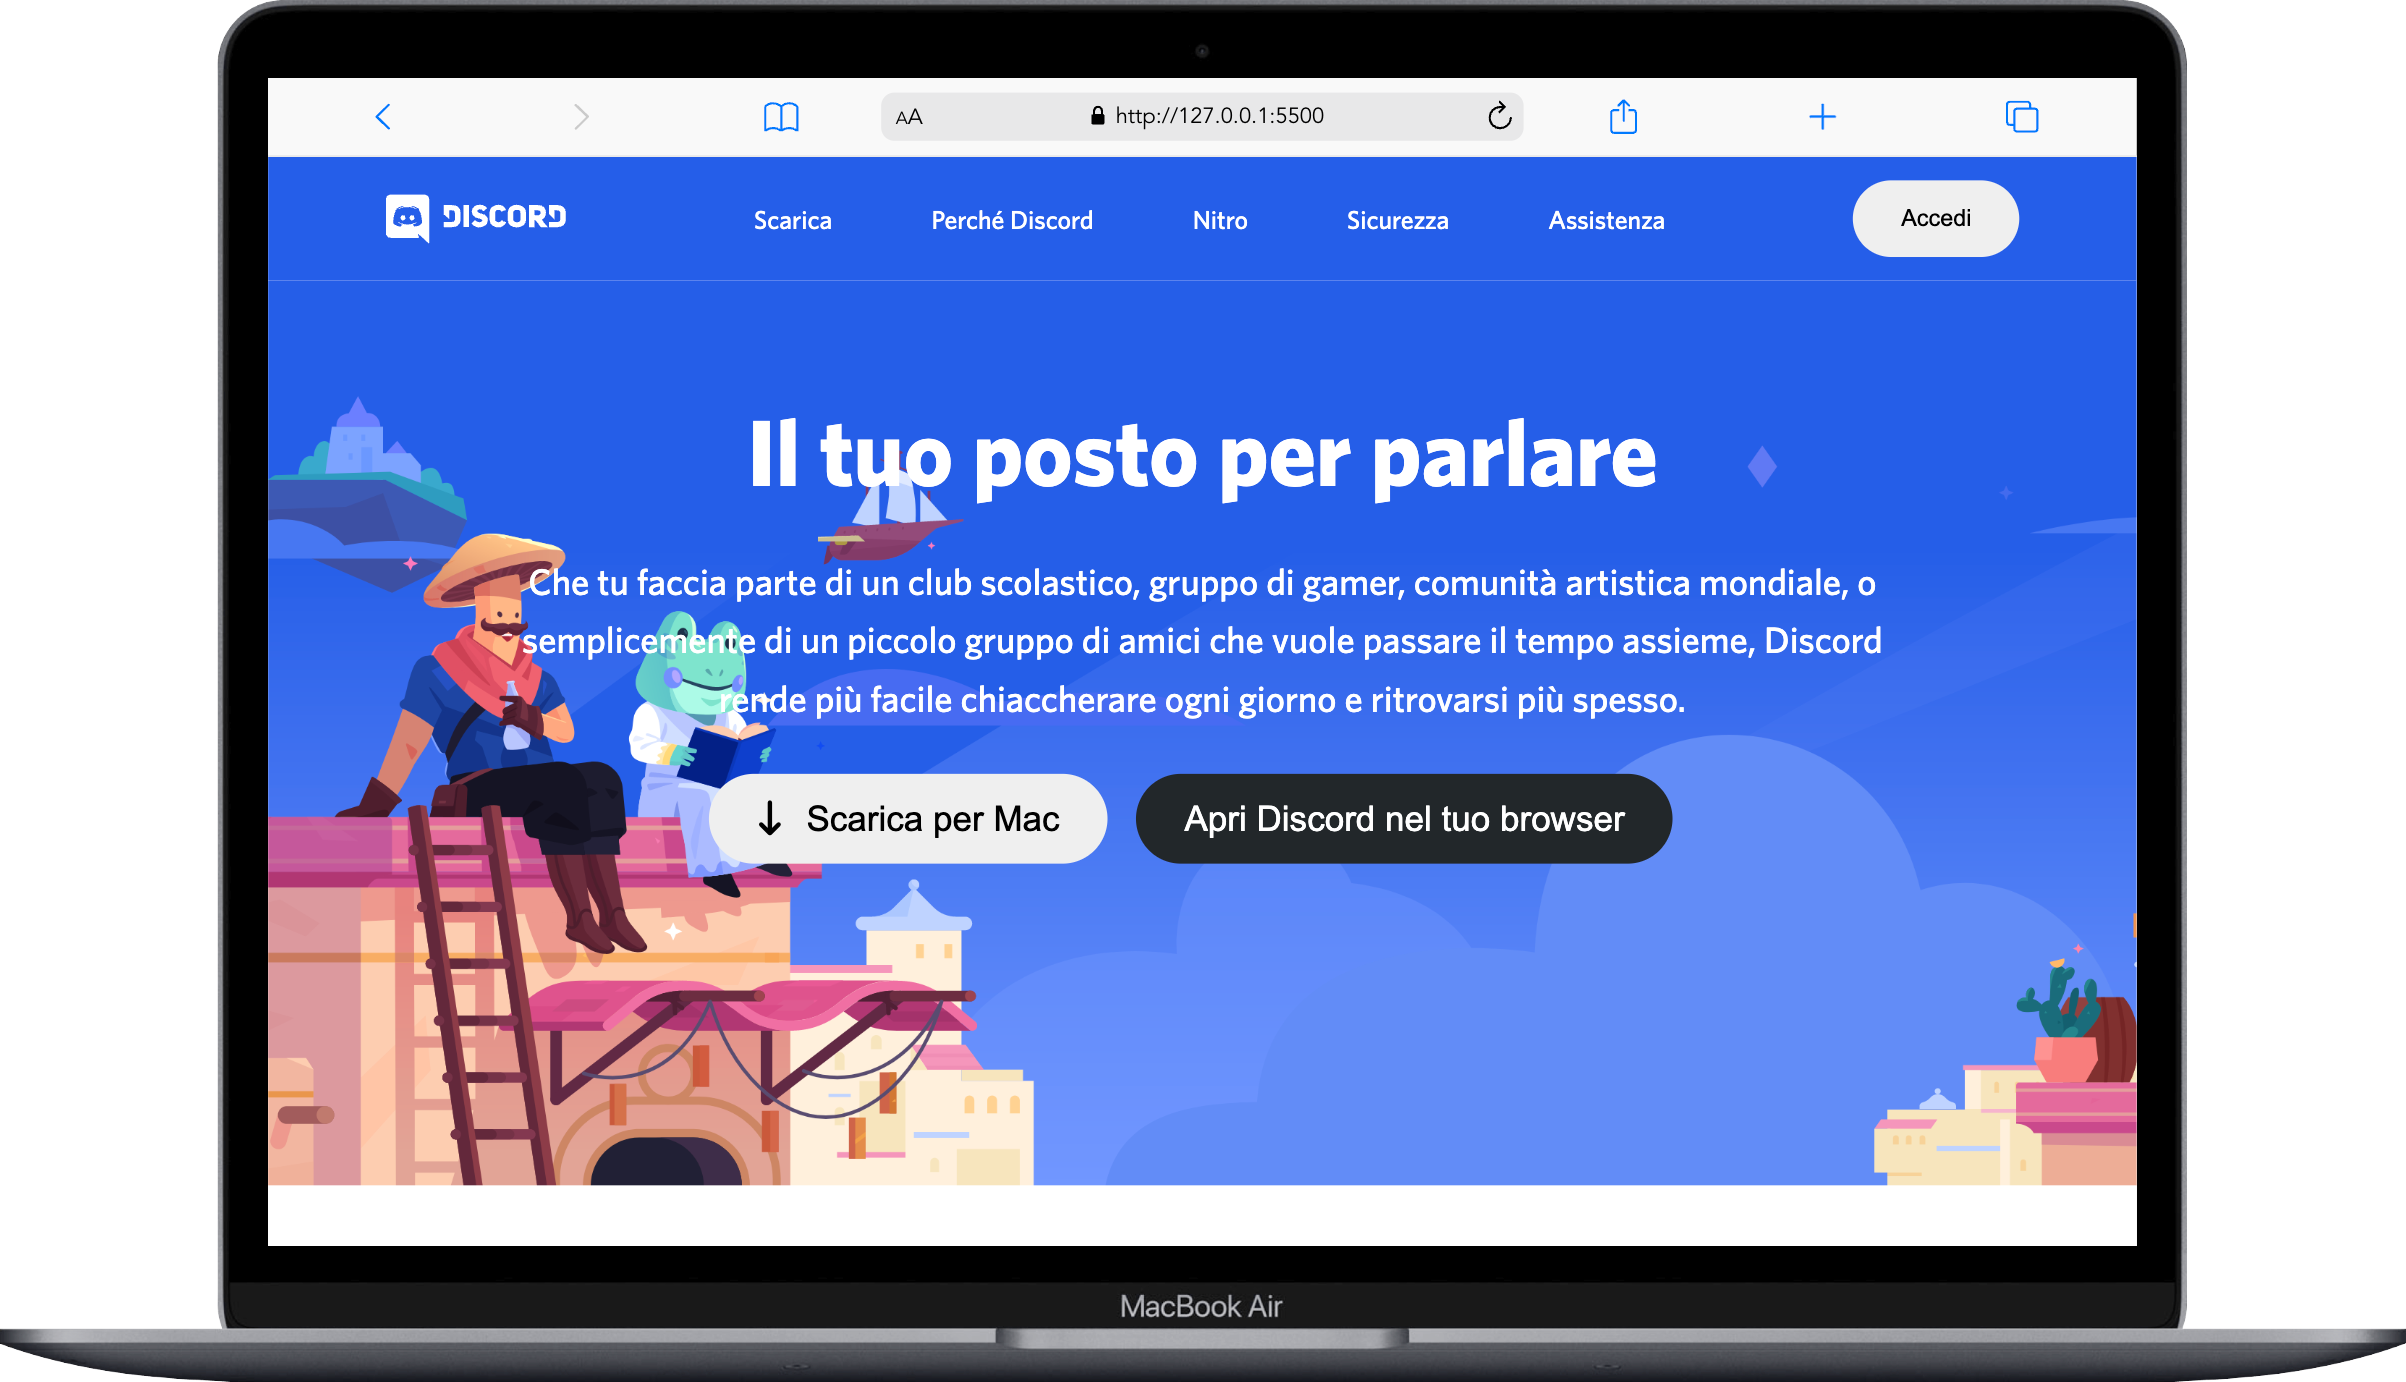 AA http://127.0.0.1:5500
DISCORD Scarica Perché Discord Nitro Sicurezza Assistenza Accedi
Il tuo posto per parlare
Che tu faccia parte di un club scolastico, gruppo di gamer, comunità artistica mondiale, o
semplicemente di un piccolo gruppo di amici che vuole passare il tempo assieme, Discord
rende più facile chiaccherare ogni giorno e ritrovarsi più spesso.
Scarica per Mac Apri Discord nel tuo browser
MacBook Air